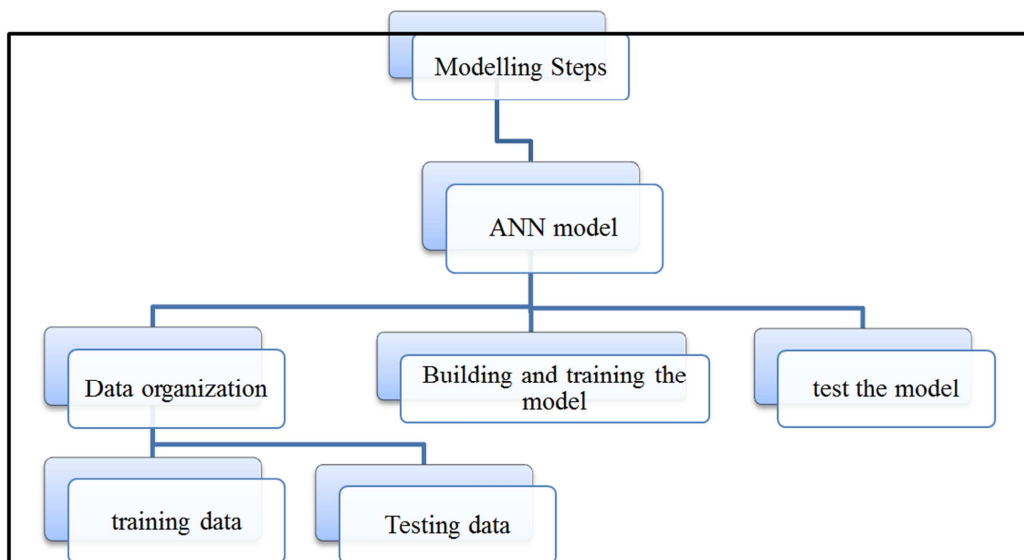 Modelling Steps
ANN model
Data organization
Building and training the
model
test the model
training data
Testing data